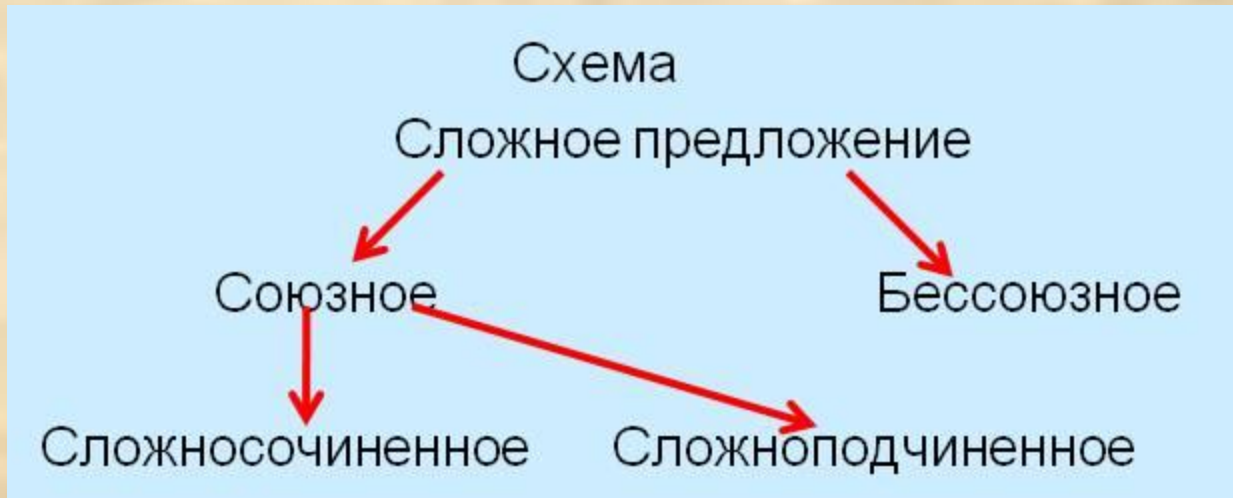 Схема
Сложное предложение
Союзное Бессоюзное
Сложносочиненное Сложноподчиненное